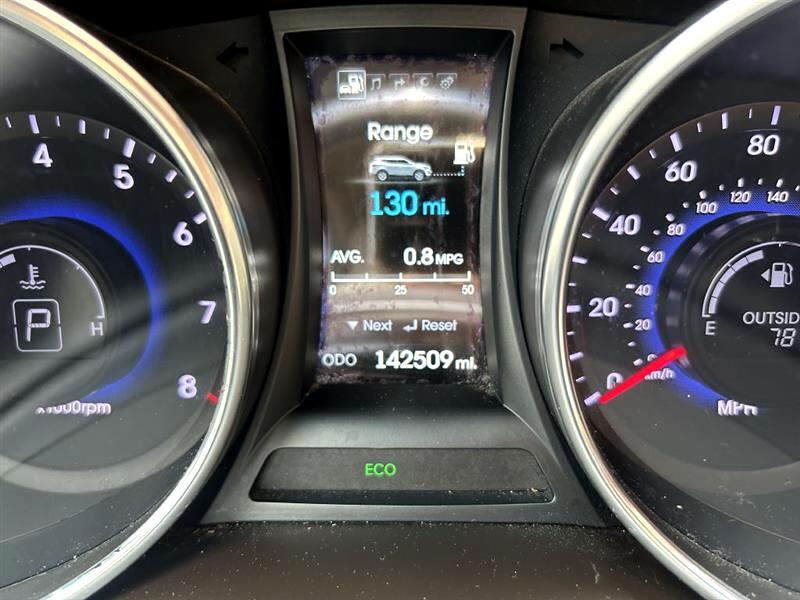 Range
130 mi.
AVG. 0.8 MPG
0 25 50
Next Reset
ODO 142509 mi.
ECO
4
5
6
7
8
P
H
x1000rpm
0
20
40
60
80
20
40
60
80
100
120
140
km/h
E
OUTSID
78
MPH